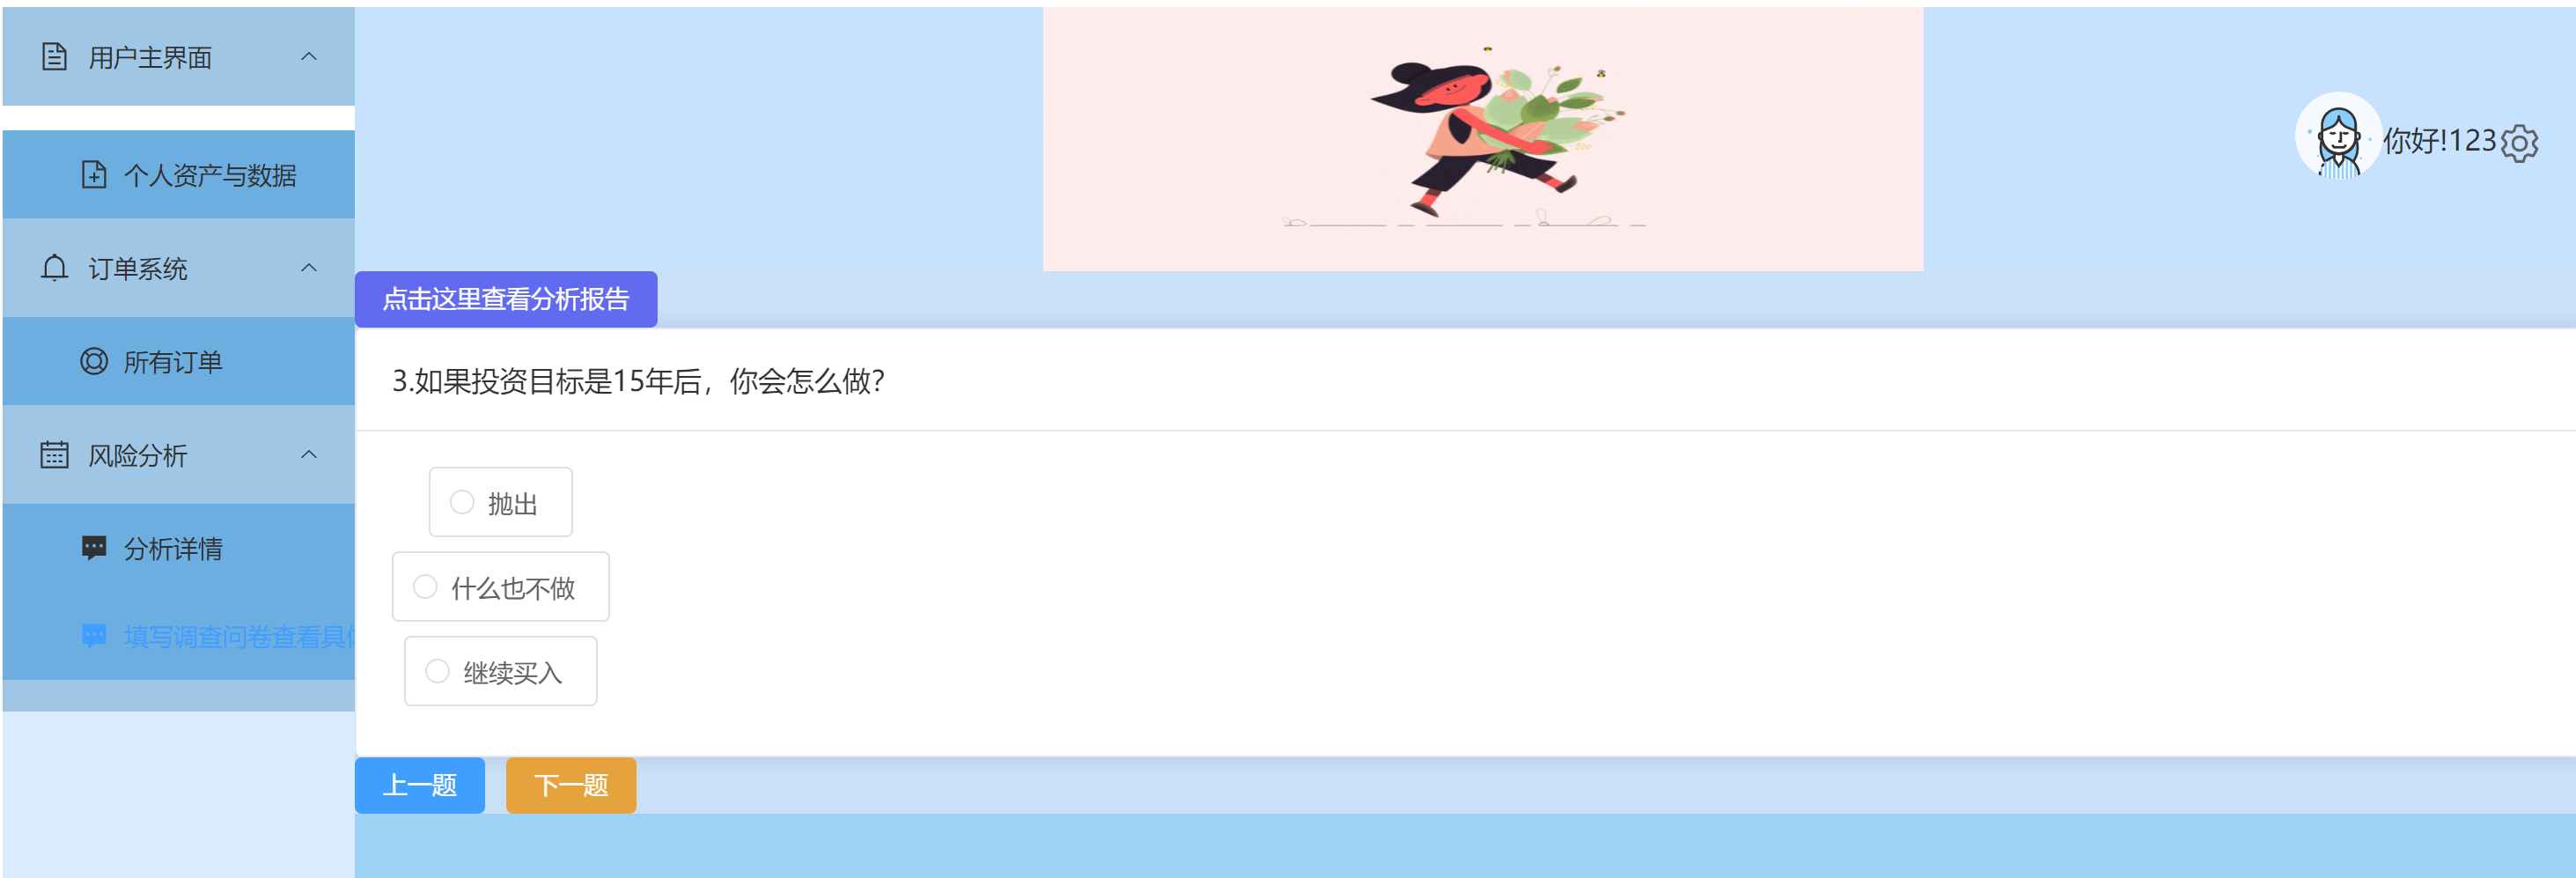 用户主界面
个人资产与数据
订单系统
所有订单
风险分析
分析详情
填写调查问卷查看具
你好!123
点击这里查看分析报告
3.如果投资目标是15年后，你会怎么做?
抛出
什么也不做
继续买入
上一题
下一题